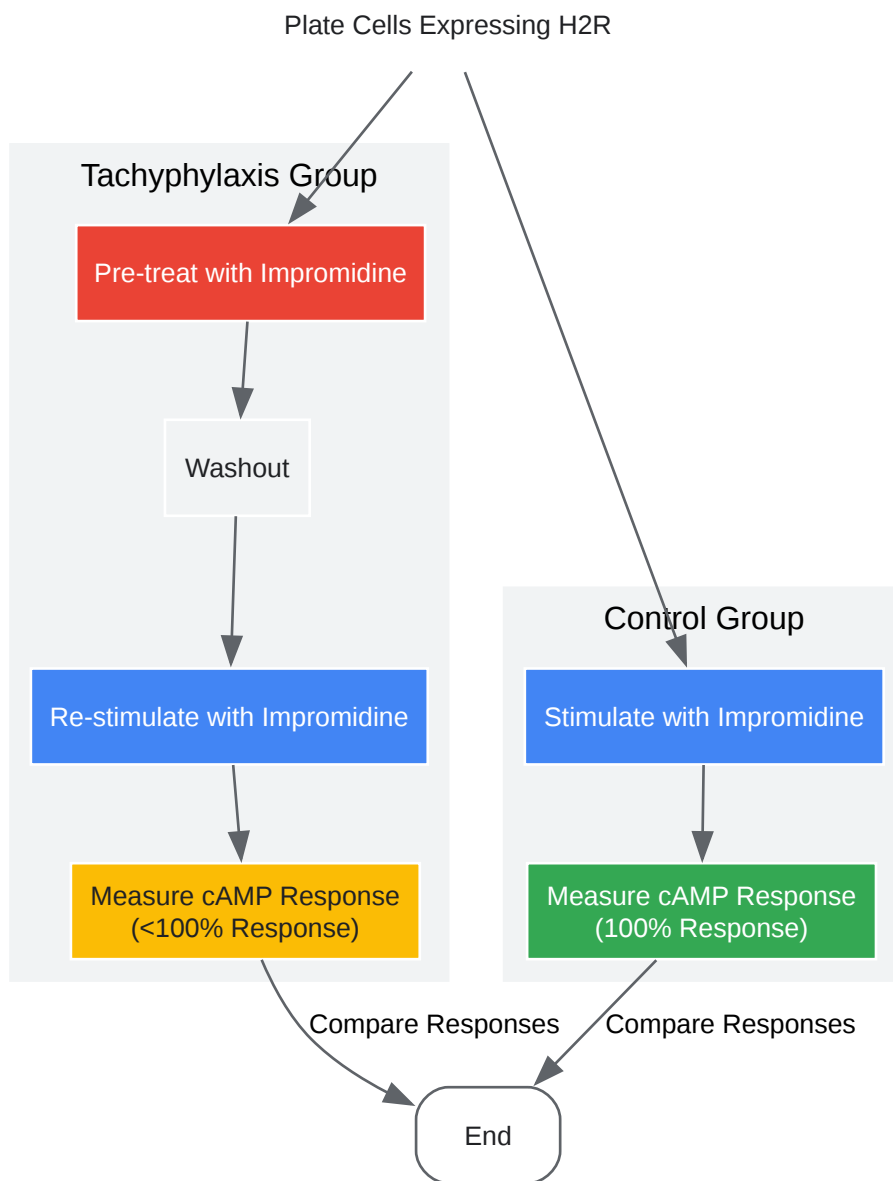 Plate Cells Expressing H2R
Tachyphylaxis Group
Pre-treat with Impromidine
Washout
Re-stimulate with Impromidine
Measure cAMP Response
(<100% Response)
Control Group
Stimulate with Impromidine
Measure cAMP Response
(100% Response)
Compare Responses
Compare Responses
End